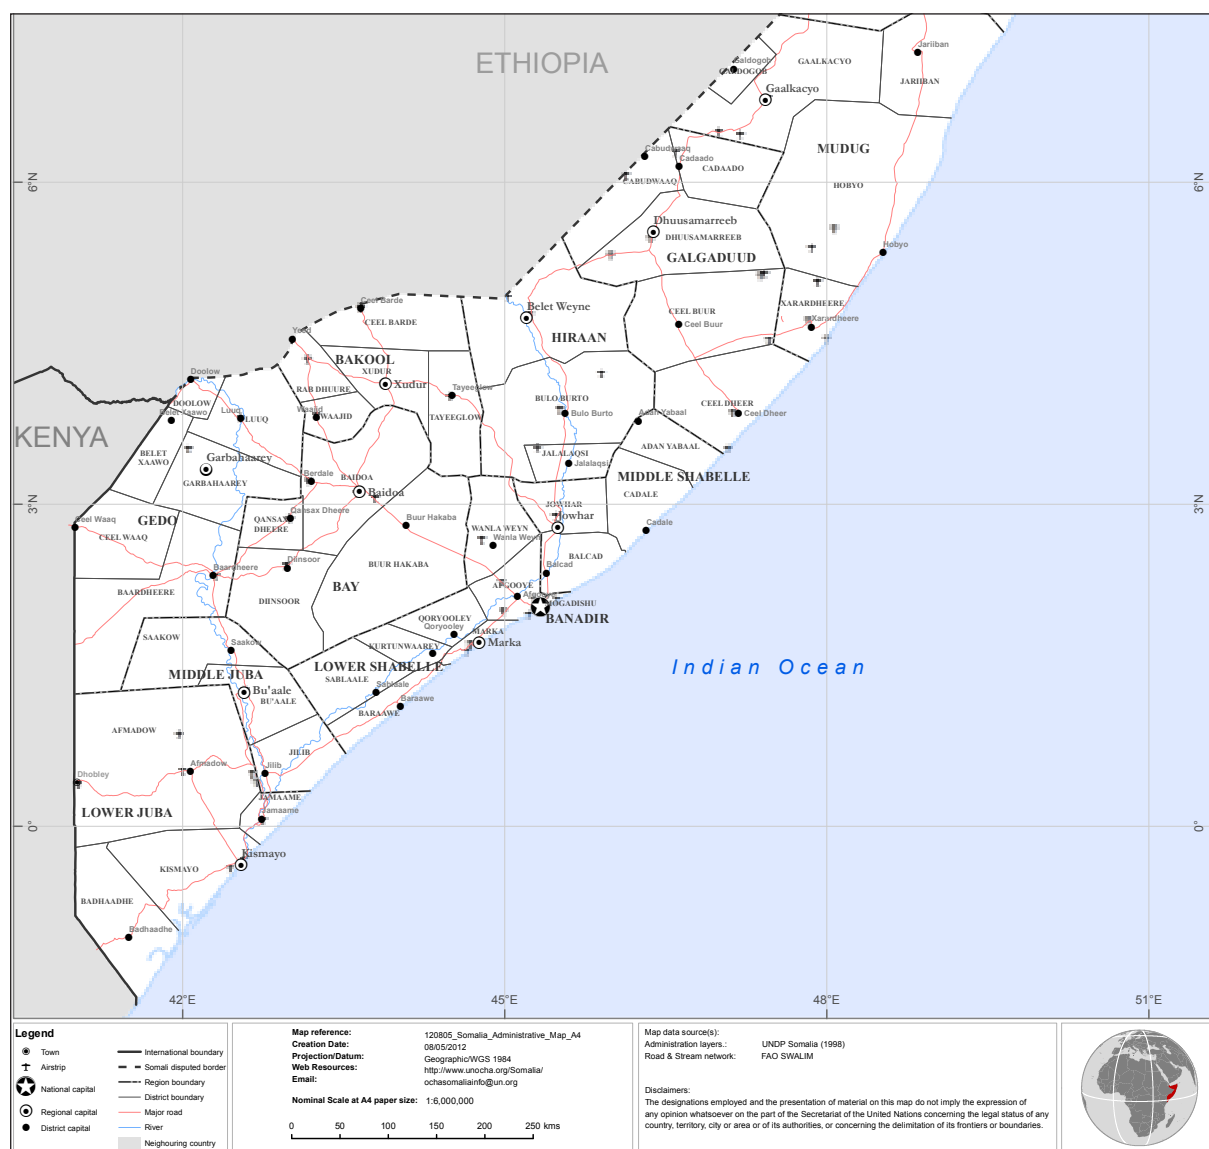 ETHIOPIA
KENYA
Indian Ocean
Jariiban
JARIIBAN
GAALKACYO
Galdogob
GALDOGOB
Gaalkacyo
MUDUG
HOBYO
Hobyo
Cabudwaaq
CABUDWAAQ
Cadaado
CADAADO
Dhuusamarreeb
DHUUSAMARREEB
GALGADUUD
XARARDHEERE
Xarardheere
CEEL BUUR
Ceel Buur
Belet Weyne
HIRAAN
Ceel Barde
CEEL BARDE
Yeed
BAKOOL
XUDUR
Xudur
RAB DHUURE
Tayeeglow
TAYEEGLOW
Waajid
WAAJID
BULO BURTO
Bulo Burto
CEEL DHEER
Ceel Dheer
Adan Yabaal
ADAN YABAAL
JALALAQSI
Jalalaqsi
MIDDLE SHABELLE
CADALE
Cadale
JOWHAR
Jowhar
Doolow
DOOLOW
Belet Xaawo
BELET
XAAWO
Luuq
LUUQ
Garbahaarey
GARBAHAAREY
Berdale
BAIDOA
Baidoa
Ceel Waaq
CEEL WAAQ
GEDO
QANSAX
DHEERE
Qansax Dheere
Buur Hakaba
BUUR HAKABA
WANLA WEYN
Wanla Weyn
BALCAD
Balcad
Baardheere
BAARDHEERE
Diinsoor
DIINSOOR
BAY
AFGOOYE
Afgooye
MOGADISHU
BANADIR
QORYOOLEY
Qoryooley
MARKA
Marka
KURTUNWAAREY
LOWER SHABELLE
SABLAALE
Sablaale
Baraawe
BARAAWE
SAAKOW
Saakow
MIDDLE JUBA
Bu'aale
BU'AALE
AFMADOW
Afmadow
JILIB
Jilib
Dhobley
JAMAAME
Jamaame
LOWER JUBA
Kismayo
KISMAYO
BADHAADHE
Badhaadhe
6°N
6°N
3°N
3°N
0°
0°
42°E
45°E
48°E
51°E
Legend
Town
Airstrip
National capital
Regional capital
District capital
International boundary
Somali disputed border
Region boundary
District boundary
Major road
River
Neighouring country
Map reference: 120805_Somalia_Administrative_Map_A4
Creation Date: 08/05/2012
Projection/Datum: Geographic/WGS 1984
Web Resources: http://www.unocha.org/Somalia/
Email: ochasomaliainfo@un.org
Nominal Scale at A4 paper size: 1:6,000,000
0 50 100 150 200 250 kms
Map data source(s):
Administration layers.: UNDP Somalia (1998)
Road & Stream network: FAO SWALIM
Disclaimers:
The designations employed and the presentation of material on this map do not imply the expression of
any opinion whatsoever on the part of the Secretariat of the United Nations concerning the legal status of any
country, territory, city or area or of its authorities, or concerning the delimitation of its frontiers or boundaries.